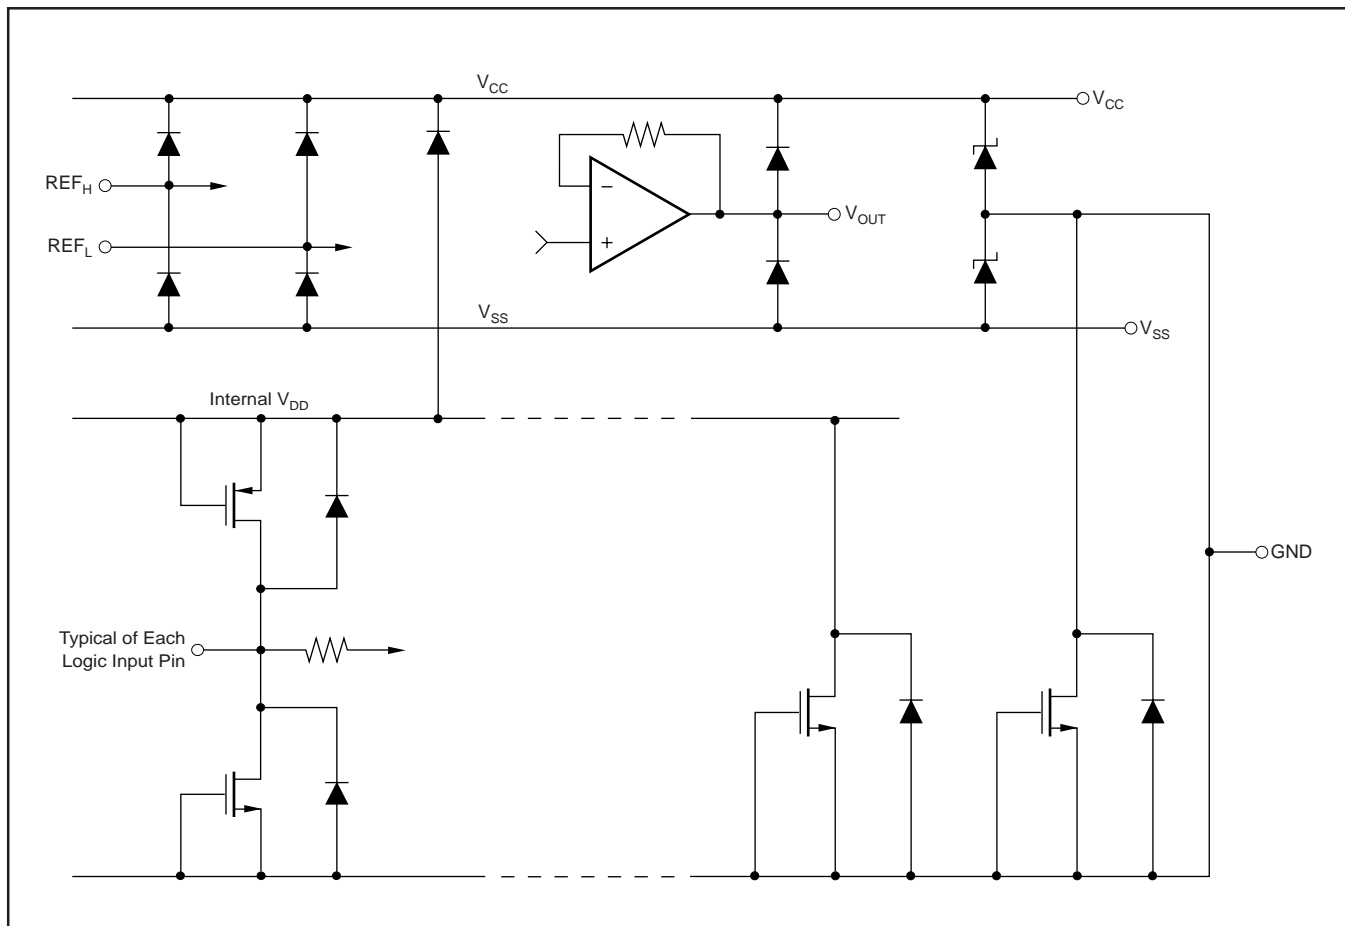 V_CC
V_CC
REF_H
REF_L
−
+
V_OUT
V_SS
V_SS
Internal V_DD
GND
Typical of Each
Logic Input Pin